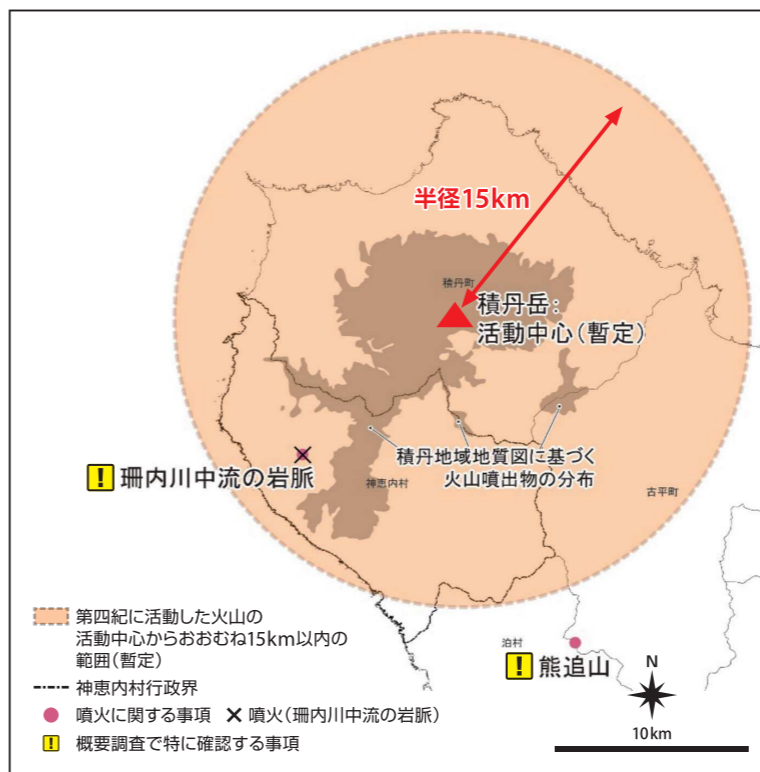 半径15km
積丹町
積丹岳：
活動中心（暫定）
積丹地域地質図に基づく
火山噴出物の分布
! 珊内川中流の岩脈
神恵内村
古平町
泊村
! 熊追山
N
10km
第四紀に活動した火山の
活動中心からおおむね15km以内の
範囲（暫定）
神恵内村行政界
噴火に関する事項 × 噴火（珊内川中流の岩脈）
! 概要調査で特に確認する事項